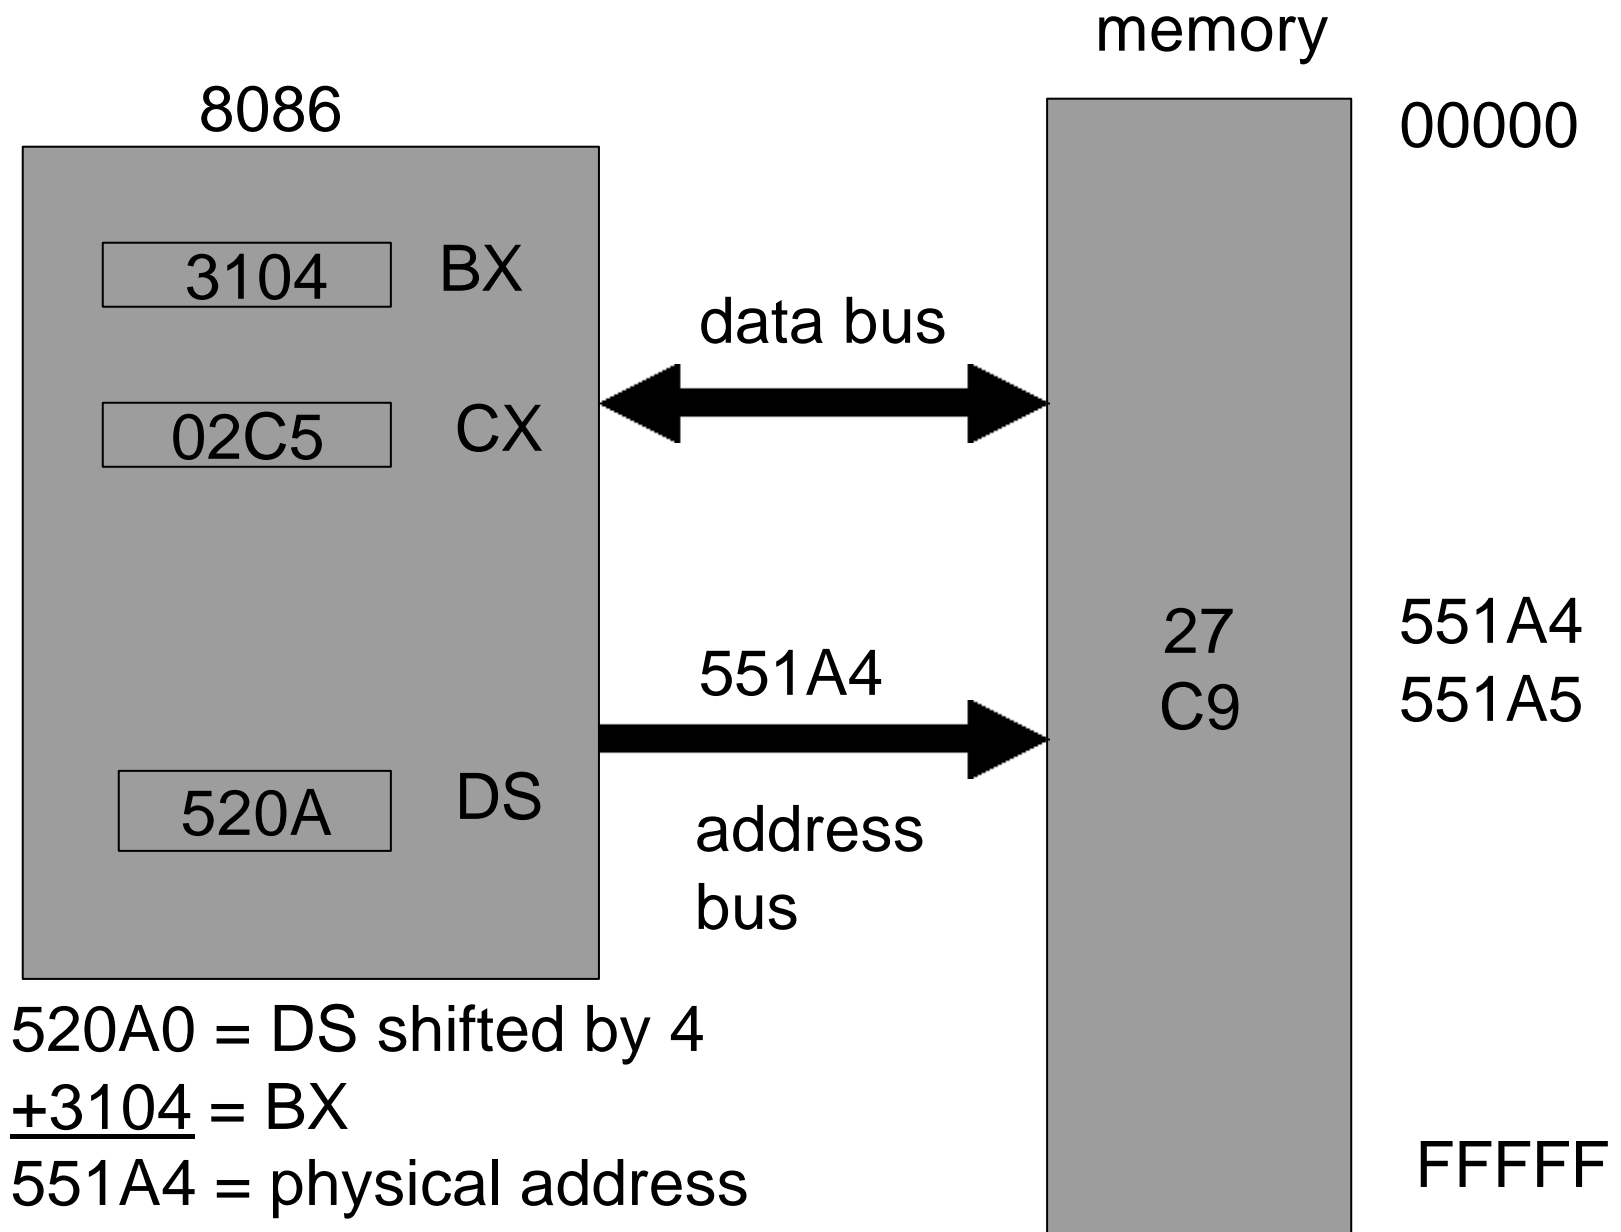 memory
8086
00000
3104 BX
data bus
02C5 CX
27 551A4
551A4
C9 551A5
520A DS
address
bus
520A0 = DS shifted by 4
+3104 = BX
551A4 = physical address
FFFFF